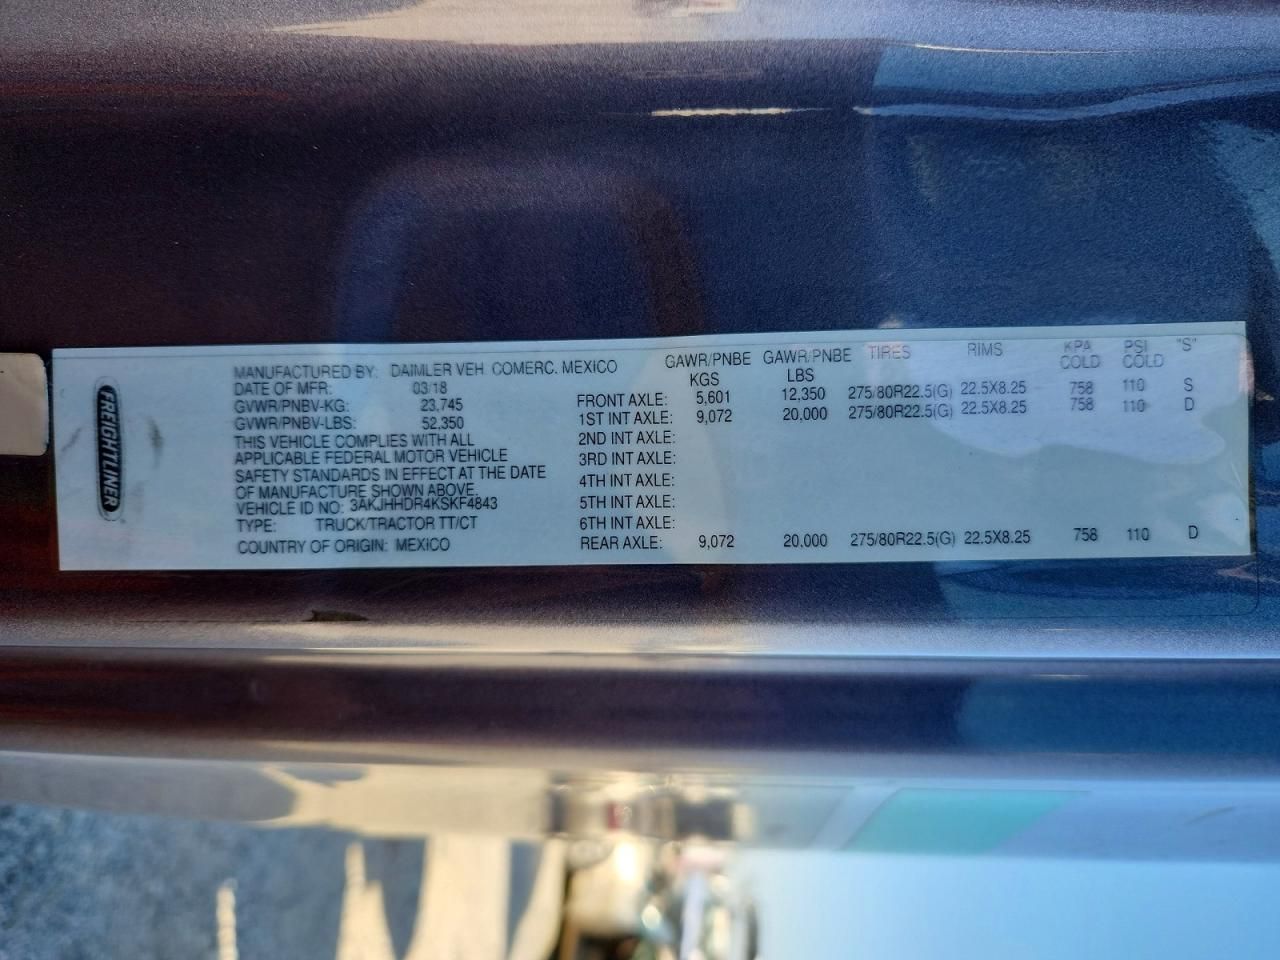 FREIGHTLINER
MANUFACTURED BY: DAIMLER VEH COMERC. MEXICO
DATE OF MFR: 03 18
GVWR/PNBV-KG: 23,745
GVWR/PNBV-LBS: 52,350
THIS VEHICLE COMPLIES WITH ALL
APPLICABLE FEDERAL MOTOR VEHICLE
SAFETY STANDARDS IN EFFECT AT THE DATE
OF MANUFACTURE SHOWN ABOVE.
VEHICLE ID NO: 3AKJHHDR4KSKF4843
TYPE: TRUCK/TRACTOR TT/CT
COUNTRY OF ORIGIN: MEXICO
GAWR/PNBE GAWR/PNBE TIRES RIMS KPA PSI "S"
KGS LBS COLD COLD
FRONT AXLE: 5,601 12,350 275/80R22.5(G) 22.5X8.25 758 110 S
1ST INT AXLE: 9,072 20,000 275/80R22.5(G) 22.5X8.25 758 110 D
2ND INT AXLE:
3RD INT AXLE:
4TH INT AXLE:
5TH INT AXLE:
6TH INT AXLE:
REAR AXLE: 9,072 20,000 275/80R22.5(G) 22.5X8.25 758 110 D